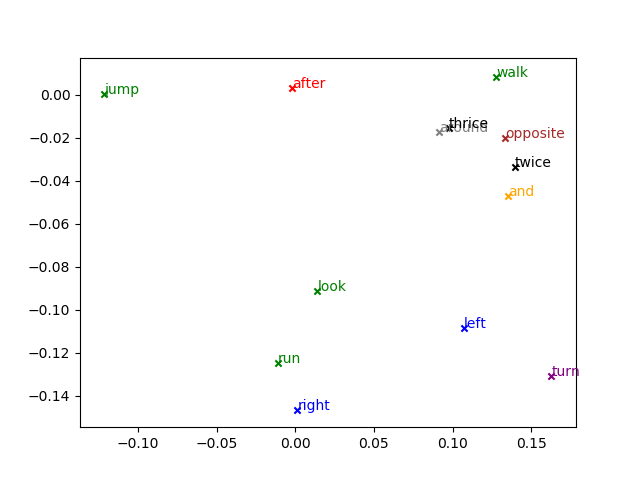 walk
jump
after
0.00
thrice
around
opposite
−0.02
twice
−0.04
and
−0.06
−0.08
look
−0.10
left
−0.12
run
turn
−0.14
right
−0.10
−0.05
0.00
0.05
0.10
0.15